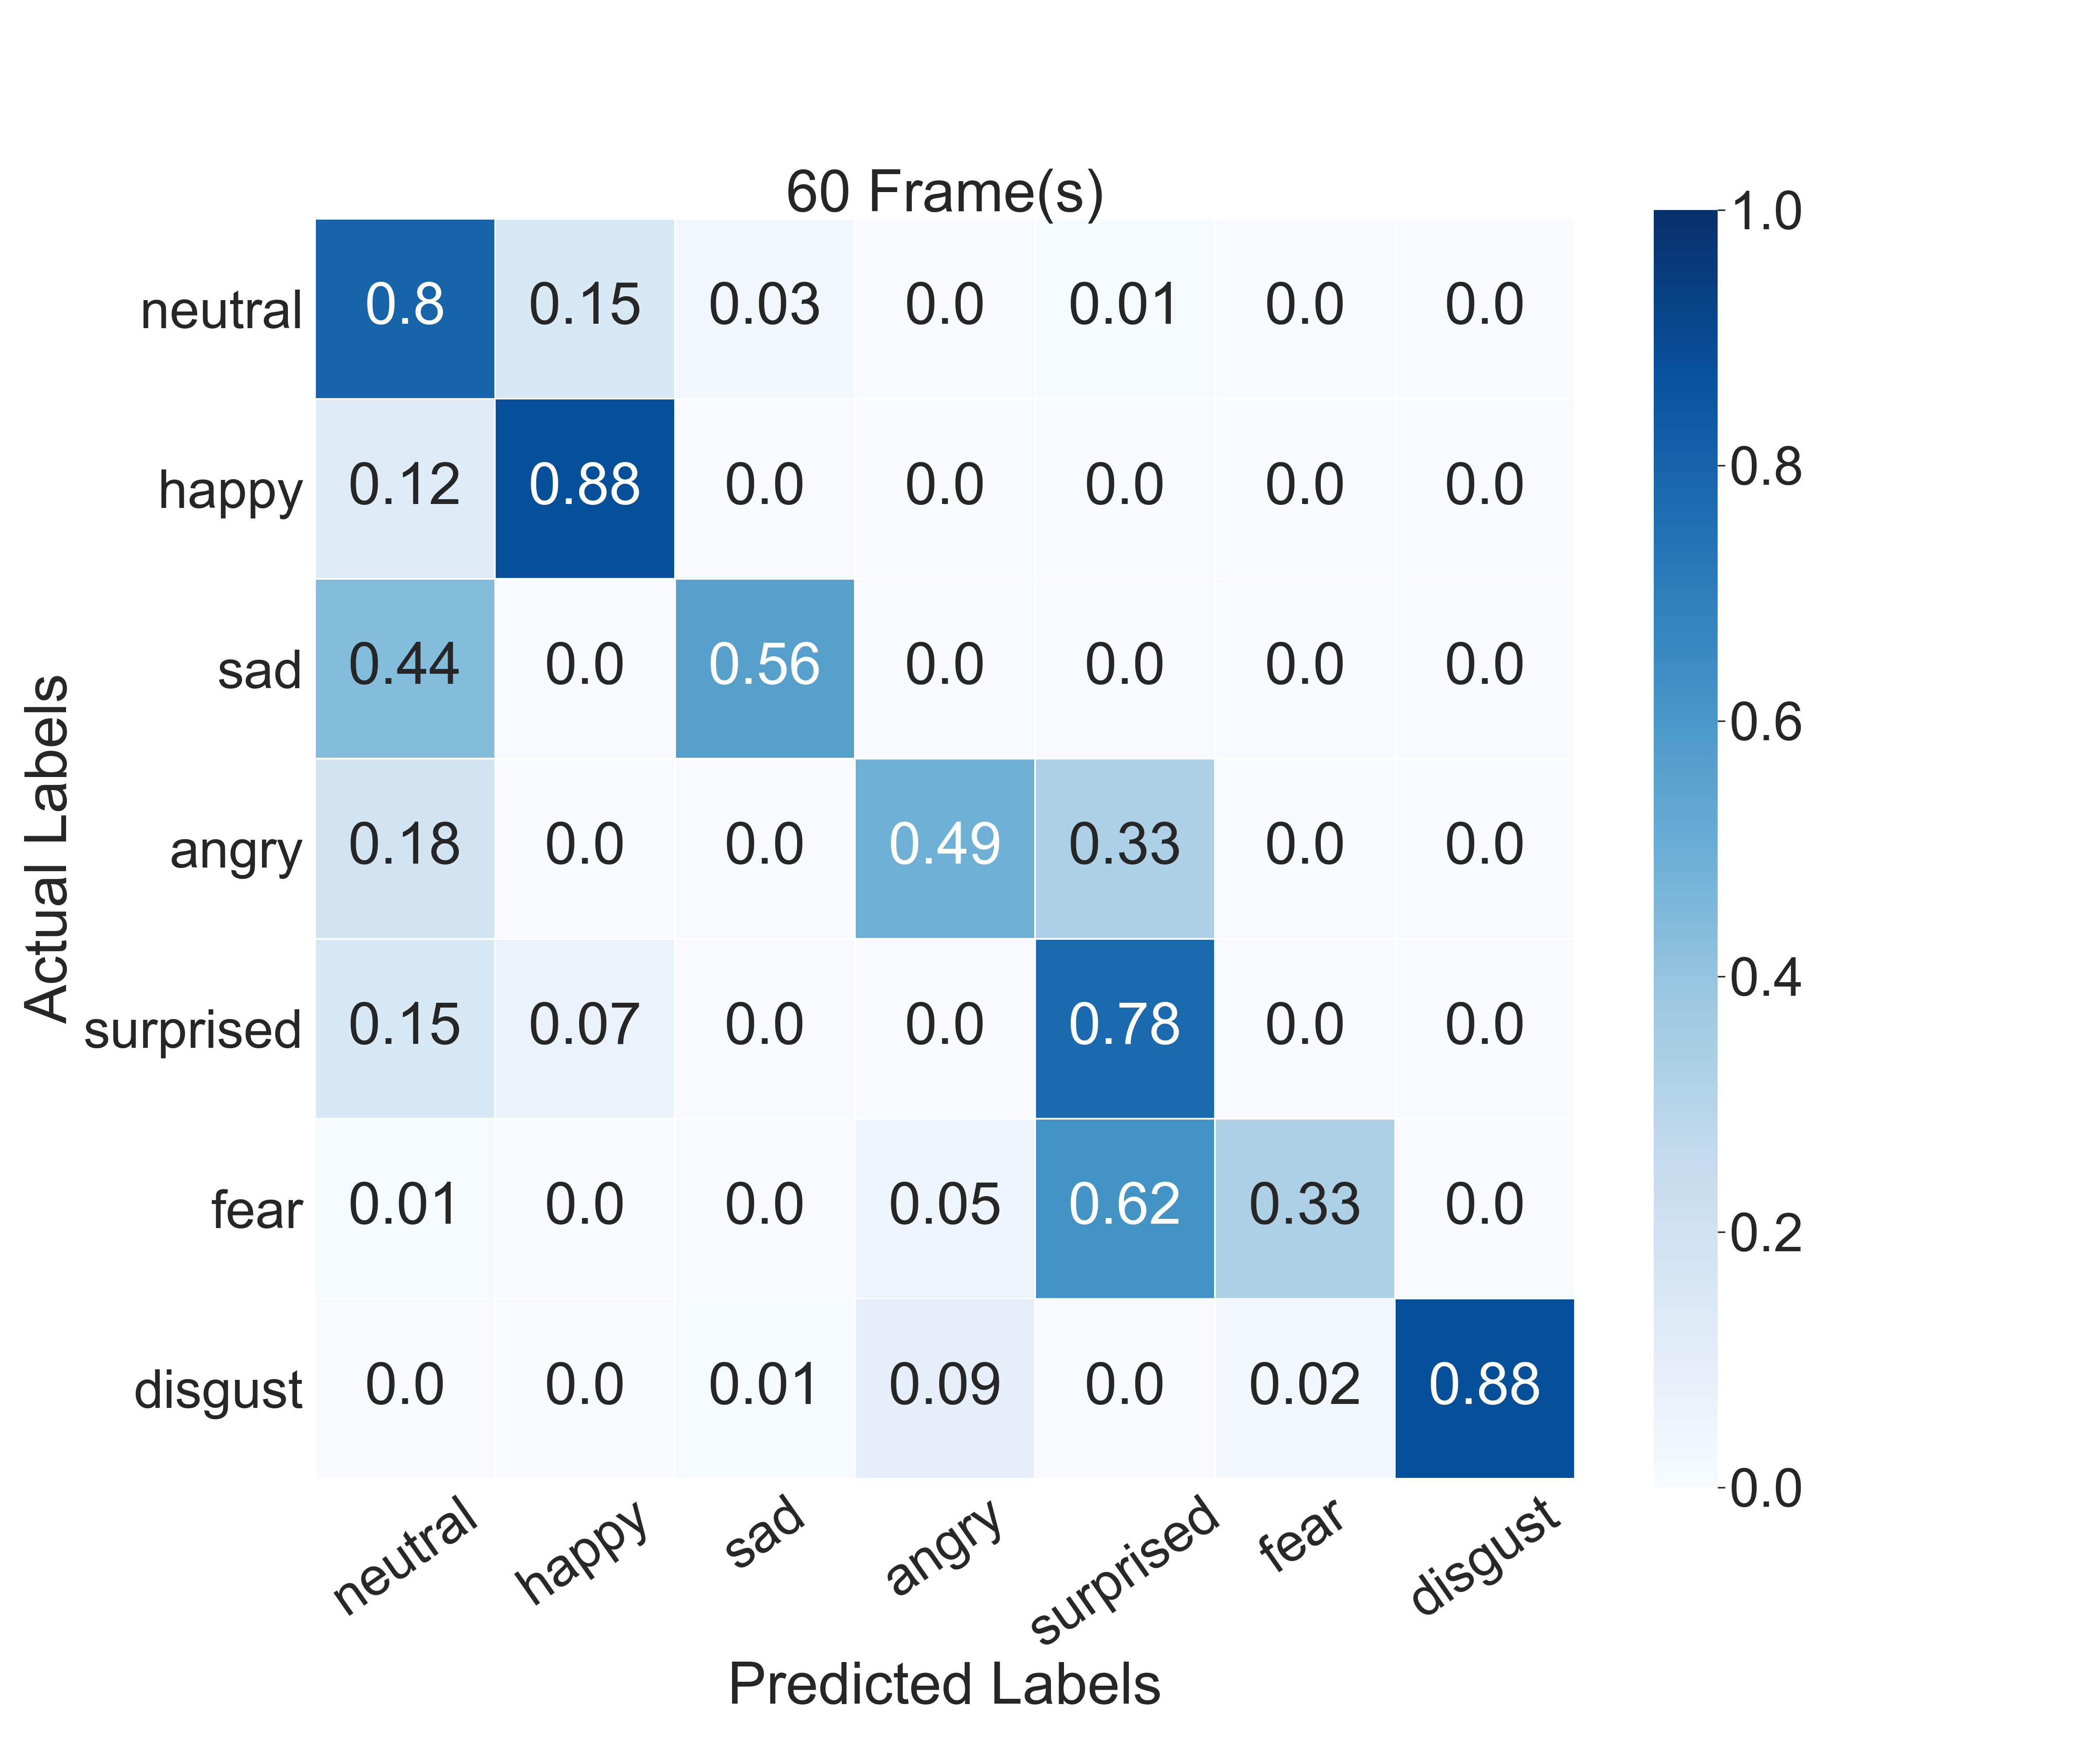 60 Frame(s)
neutral 0.8 0.15 0.03 0.0 0.01 0.0 0.0
happy 0.12 0.88 0.0 0.0 0.0 0.0 0.0
sad 0.44 0.0 0.56 0.0 0.0 0.0 0.0
angry 0.18 0.0 0.0 0.49 0.33 0.0 0.0
surprised 0.15 0.07 0.0 0.0 0.78 0.0 0.0
fear 0.01 0.0 0.0 0.05 0.62 0.33 0.0
disgust 0.0 0.0 0.01 0.09 0.0 0.02 0.88
neutral happy sad angry surprised fear disgust
Predicted Labels
Actual Labels
1.0
0.8
0.6
0.4
0.2
0.0